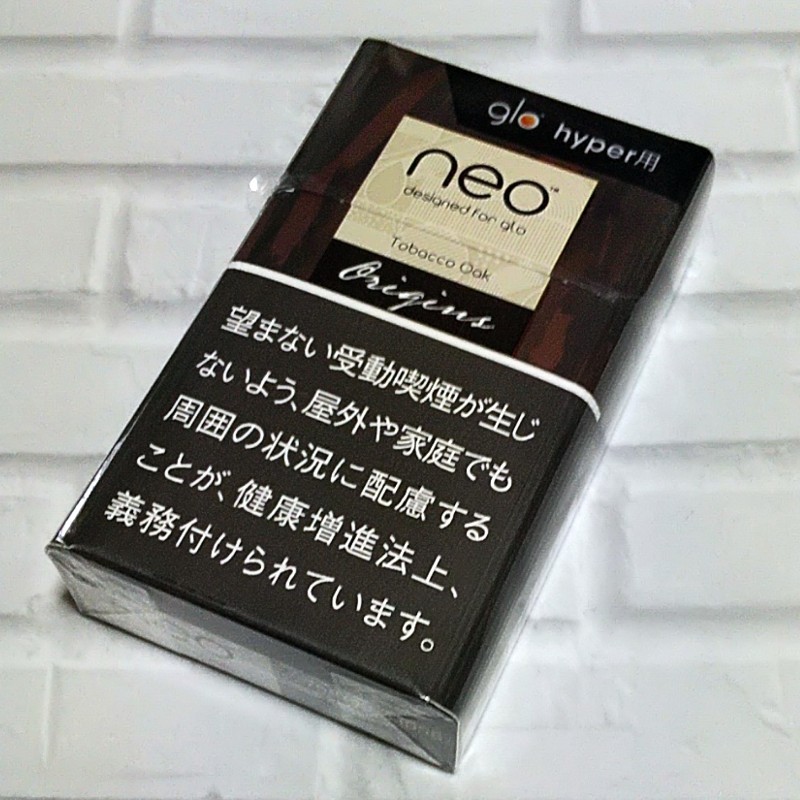 glo hyper用
neo™
designed for glo
Tobacco Oak
Origins
望まない受動喫煙が生じ
ないよう、屋外や家庭でも
周囲の状況に配慮する
ことが、健康増進法上、
義務付けられています。